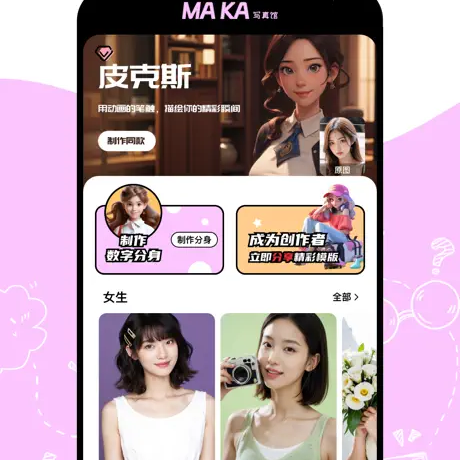 MAKA 写真馆
皮克斯
用动画的笔触，描绘你的精彩瞬间
制作同款
原图
制作
数字分身
制作分身
成为创作者
立即分享精彩模版
女生
全部 >